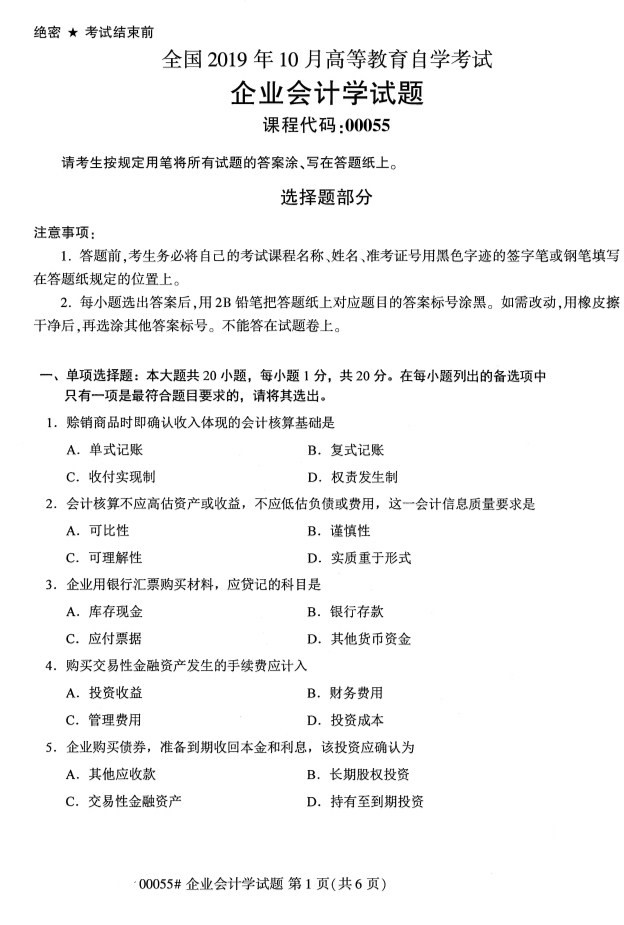 绝密 ★ 考试结束前
全国 2019 年 10 月高等教育自学考试
企业会计学试题
课程代码:00055
请考生按规定用笔将所有试题的答案涂、写在答题纸上。
选择题部分
注意事项:
1. 答题前,考生务必将自己的考试课程名称、姓名、准考证号用黑色字迹的签字笔或钢笔填写
在答题纸规定的位置上。
2. 每小题选出答案后,用 2B 铅笔把答题纸上对应题目的答案标号涂黑。如需改动,用橡皮擦
干净后,再选涂其他答案标号。不能答在试题卷上。
一、单项选择题：本大题共 20 小题，每小题 1 分，共 20 分。在每小题列出的备选项中
只有一项是最符合题目要求的，请将其选出。
1. 赊销商品时即确认收入体现的会计核算基础是
A. 单式记账 B. 复式记账
C. 收付实现制 D. 权责发生制
2. 会计核算不应高估资产或收益，不应低估负债或费用，这一会计信息质量要求是
A. 可比性 B. 谨慎性
C. 可理解性 D. 实质重于形式
3. 企业用银行汇票购买材料，应贷记的科目是
A. 库存现金 B. 银行存款
C. 应付票据 D. 其他货币资金
4. 购买交易性金融资产发生的手续费应计入
A. 投资收益 B. 财务费用
C. 管理费用 D. 投资成本
5. 企业购买债券，准备到期收回本金和利息，该投资应确认为
A. 其他应收款 B. 长期股权投资
C. 交易性金融资产 D. 持有至到期投资
00055# 企业会计学试题 第 1 页(共 6 页)